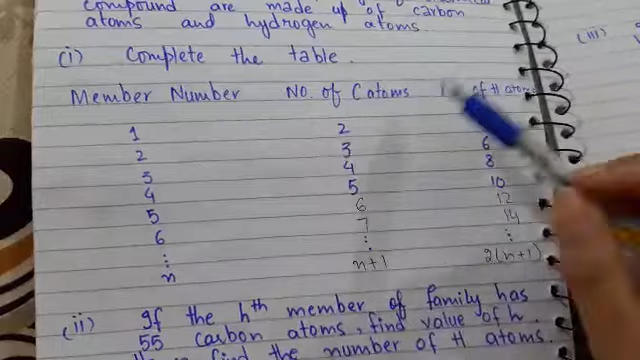 compound are made up of carbon
atoms and hydrogen atoms.
(i) Complete the table.
(iii)
Member Number No. of C atoms of H atoms
1 2
2 3 6
3 4 8
4 5 10
5 6 12
6 7 14
⋮ ⋮ ⋮
n n+1 2(n+1)
(ii) If the hth member of family has
55 carbon atoms, find value of h.
find the number of H atoms.